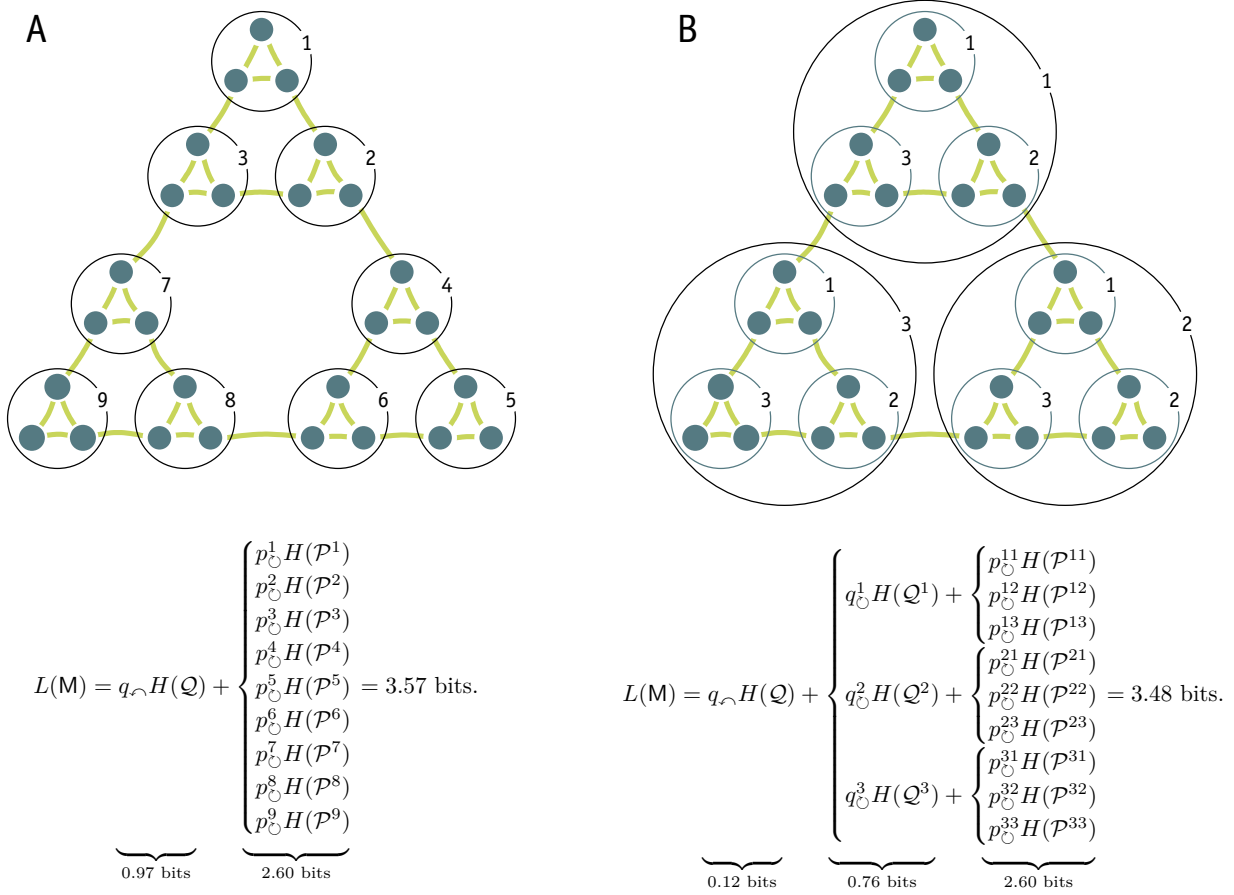 A
1
3
2
7
4
9
8
6
5
B
1
1
3
2
1
3
1
2
3
2
3
2
L(M) = q↷H(𝒬) + { p¹↻H(𝒫¹)
p²↻H(𝒫²)
p³↻H(𝒫³)
p⁴↻H(𝒫⁴)
p⁵↻H(𝒫⁵)
p⁶↻H(𝒫⁶)
p⁷↻H(𝒫⁷)
p⁸↻H(𝒫⁸)
p⁹↻H(𝒫⁹)
= 3.57 bits.
0.97 bits
2.60 bits
L(M) = q↷H(𝒬) +
q¹↻H(𝒬¹) +
p¹¹↻H(𝒫¹¹)
p¹²↻H(𝒫¹²)
p¹³↻H(𝒫¹³)
q²↻H(𝒬²) +
p²¹↻H(𝒫²¹)
p²²↻H(𝒫²²)
p²³↻H(𝒫²³)
q³↻H(𝒬³) +
p³¹↻H(𝒫³¹)
p³²↻H(𝒫³²)
p³³↻H(𝒫³³)
= 3.48 bits.
0.12 bits
0.76 bits
2.60 bits